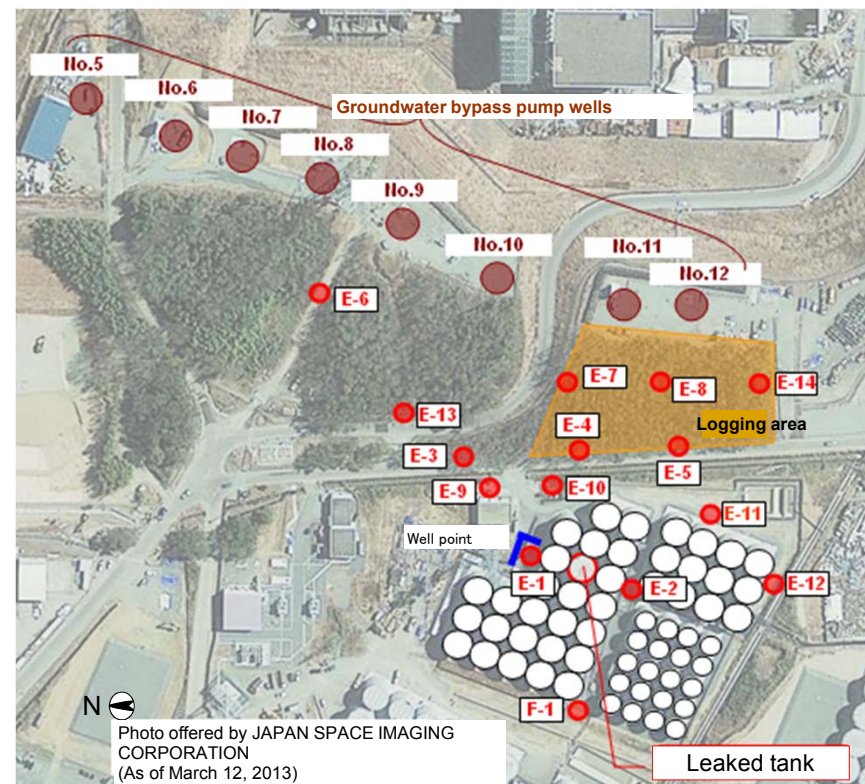 No.5
No.6
No.7
No.8
No.9
No.10
No.11
No.12
Groundwater bypass pump wells
E-6
E-7
E-8
E-14
E-13
Logging area
E-4
E-3
E-5
E-9
E-10
E-11
Well point
E-1
E-2
E-12
F-1
N
Photo offered by JAPAN SPACE IMAGING
CORPORATION
(As of March 12, 2013)
Leaked tank